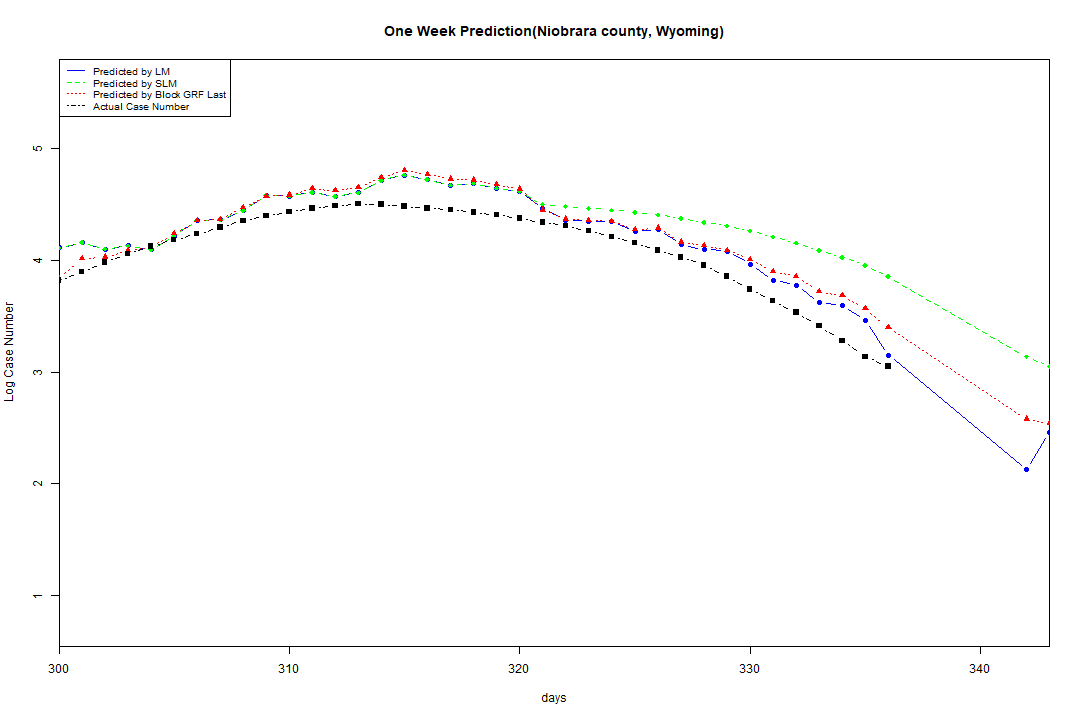 One Week Prediction(Niobrara county, Wyoming)
Predicted by LM
Predicted by SLM
Predicted by Block GRF Last
Actual Case Number
5
4
3
2
1
Log Case Number
300
310
320
330
340
days